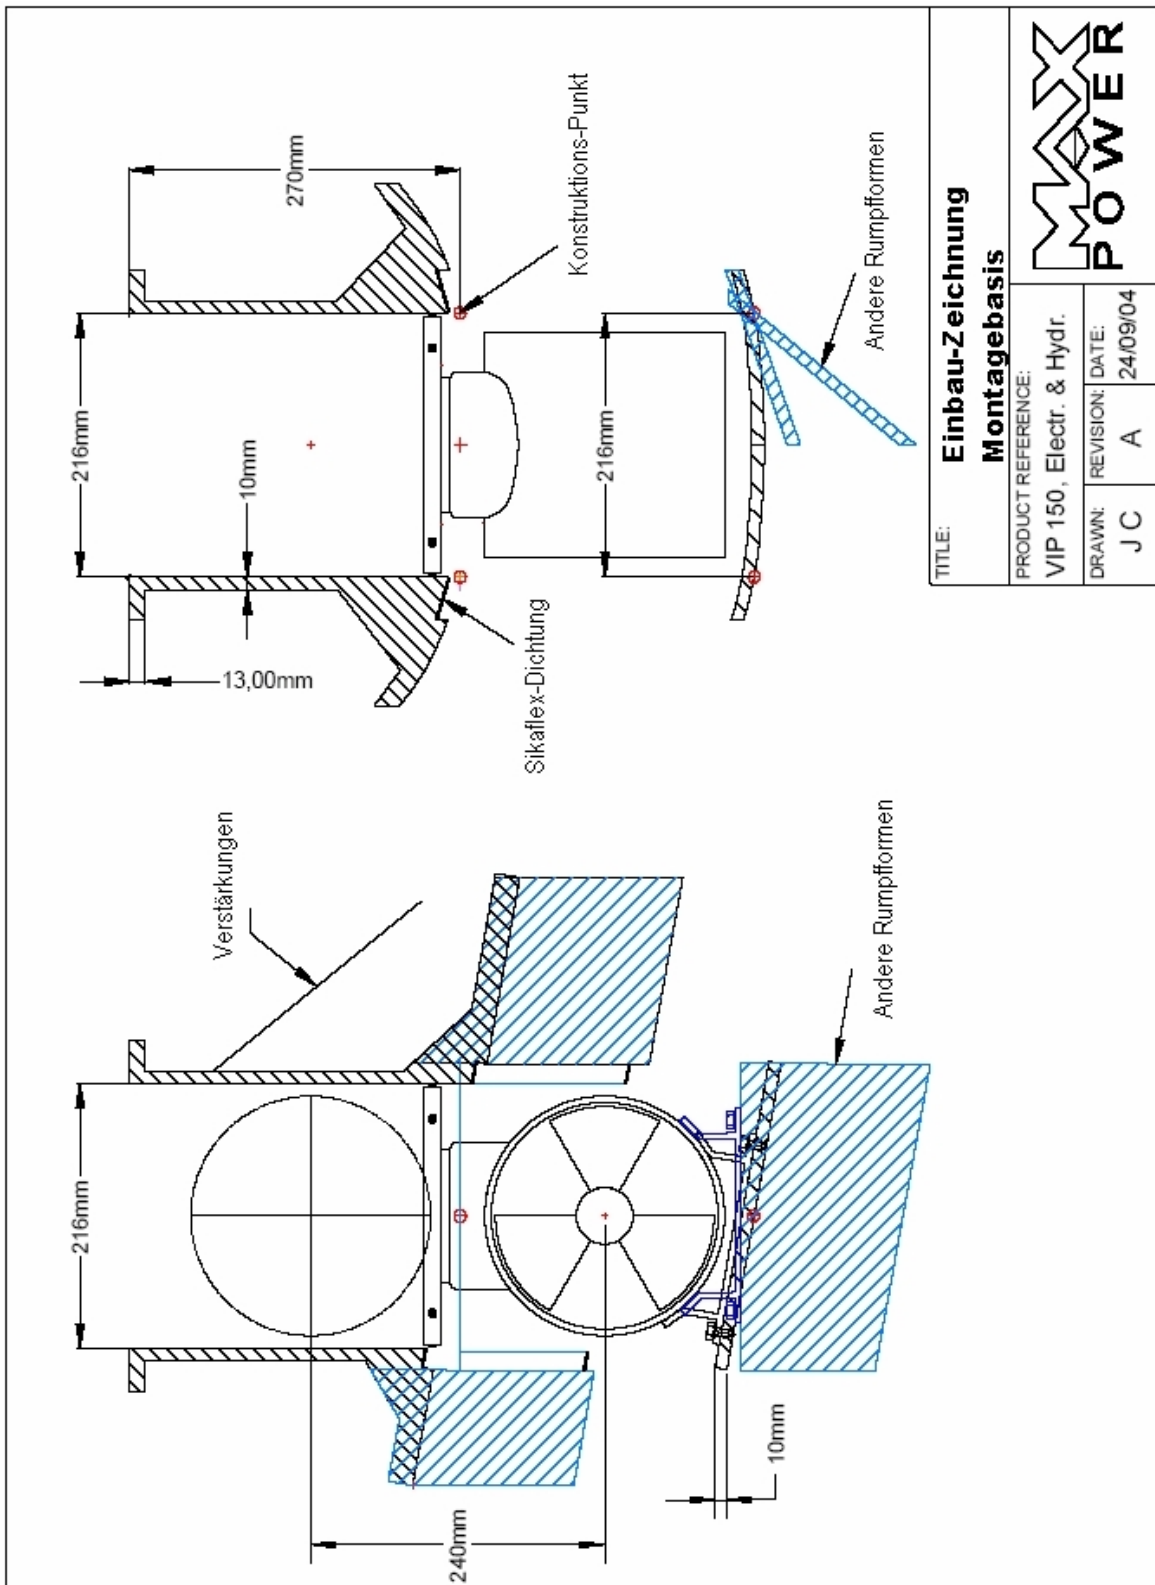 216mm
10mm
13,00mm
270mm
Sikaflex-Dichtung
Konstruktions-Punkt
216mm
Andere Rumpfformen
Verstärkungen
216mm
240mm
10mm
Andere Rumpfformen
TITLE:
Einbau-Zeichnung
Montagebasis
PRODUCT REFERENCE:
VIP 150, Electr. & Hydr.
DRAWN: REVISION: DATE:
J C A 24/09/04
MAX
POWER